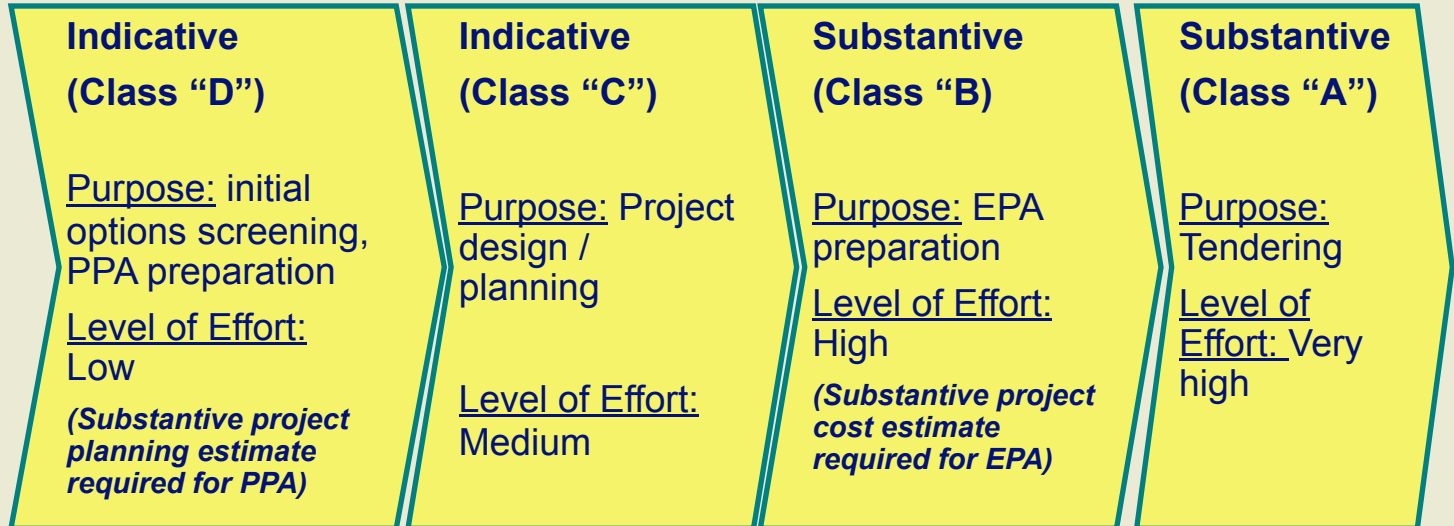 Indicative
(Class “D”)
Purpose: initial
options screening,
PPA preparation
Level of Effort:
Low
(Substantive project
planning estimate
required for PPA)
Indicative
(Class “C”)
Purpose: Project
design /
planning
Level of Effort:
Medium
Substantive
(Class “B)
Purpose: EPA
preparation
Level of Effort:
High
(Substantive project
cost estimate
required for EPA)
Substantive
(Class “A”)
Purpose:
Tendering
Level of
Effort: Very
high